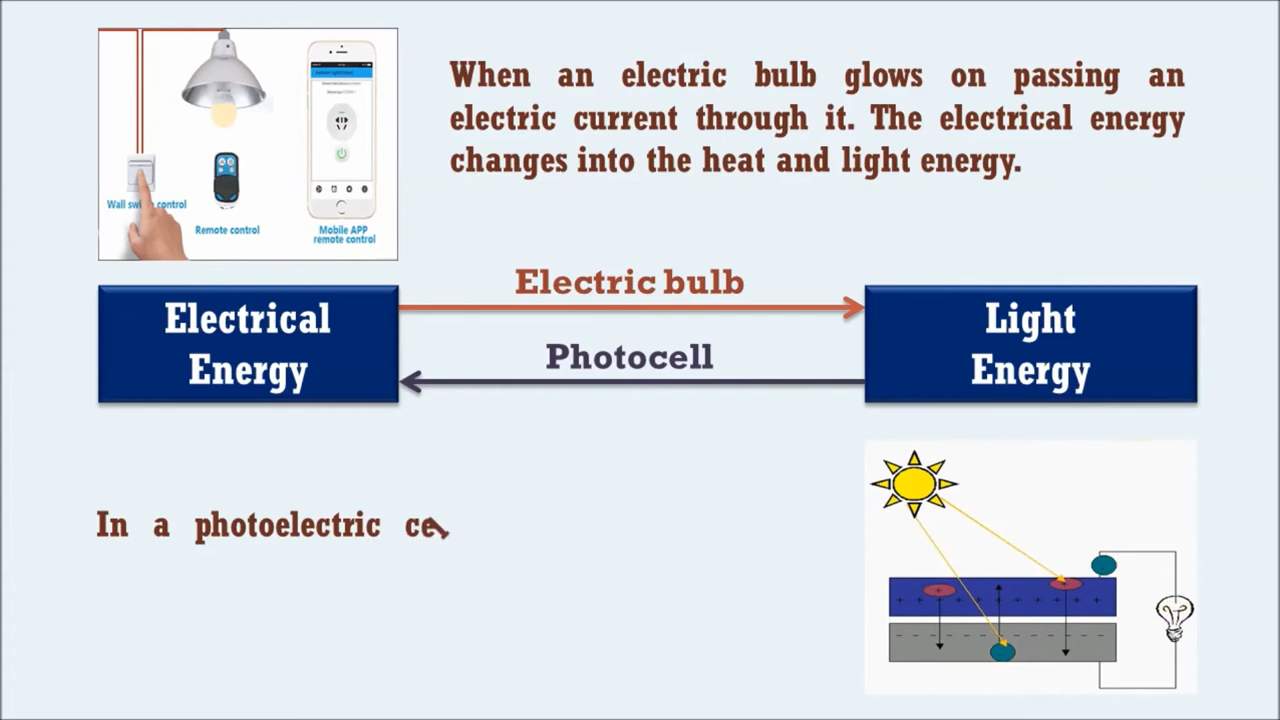 When an electric bulb glows on passing an
electric current through it. The electrical energy
changes into the heat and light energy.
Wall switch control
Remote control
Mobile APP
remote control
Electric bulb
Electrical
Energy
Light
Energy
Photocell
In a photoelectric